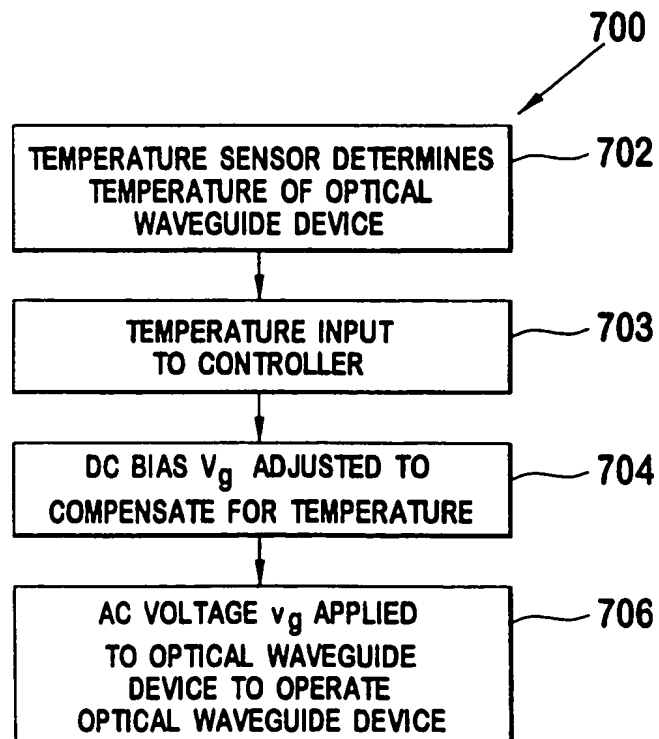 700
TEMPERATURE SENSOR DETERMINES
TEMPERATURE OF OPTICAL
WAVEGUIDE DEVICE
702
TEMPERATURE INPUT
TO CONTROLLER
703
DC BIAS Vg ADJUSTED TO
COMPENSATE FOR TEMPERATURE
704
AC VOLTAGE vg APPLIED
TO OPTICAL WAVEGUIDE
DEVICE TO OPERATE
OPTICAL WAVEGUIDE DEVICE
706